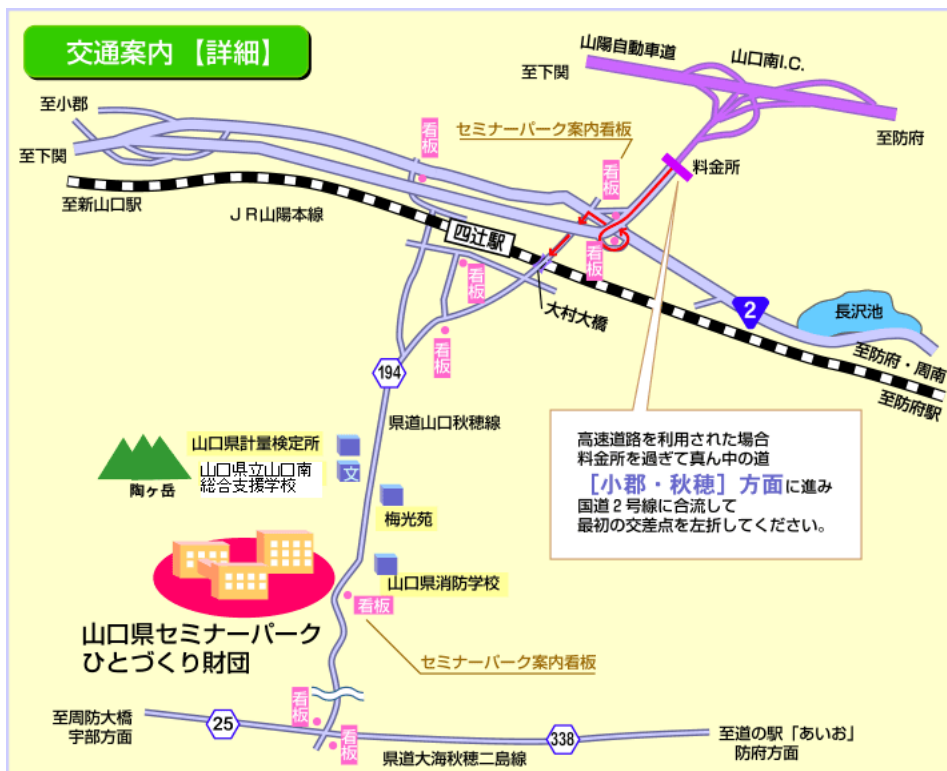 交通案内【詳細】
山陽自動車道
山口南I.C.
至下関
至防府
至小郡
至下関
セミナーパーク案内看板
看板
看板
料金所
至新山口駅
JR山陽本線
四辻駅
看板
看板
大村大橋
2
長沢池
看板
至防府・周南
至防府駅
194
県道山口秋穂線
高速道路を利用された場合
料金所を過ぎて真ん中の道
[小郡・秋穂]方面に進み
国道2号線に合流して
最初の交差点を左折してください。
山口県計量検定所
山口県立山口南
総合支援学校
文
陶ヶ岳
梅光苑
山口県消防学校
看板
山口県セミナーパーク
ひとづくり財団
セミナーパーク案内看板
看板
看板
至周防大橋
宇部方面
25
県道大海秋穂二島線
338
至道の駅「あいお」
防府方面